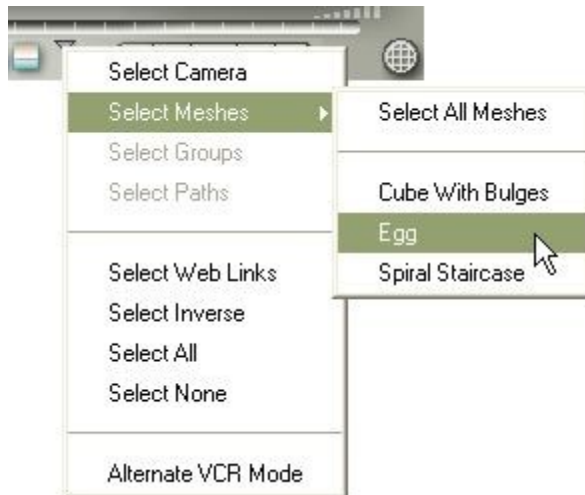 Select Camera
Select Meshes
Select Groups
Select Paths
Select Web Links
Select Inverse
Select All
Select None
Alternate VCR Mode
Select All Meshes
Cube With Bulges
Egg
Spiral Staircase